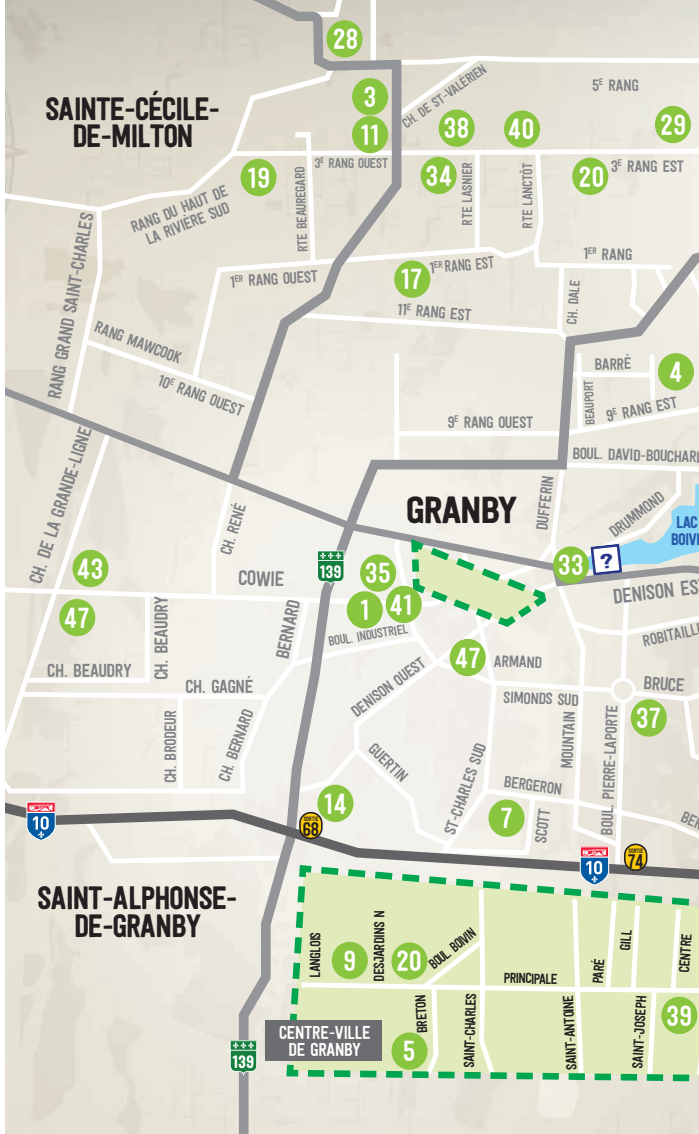 28
SAINTE-CÉCILE-
DE-MILTON
3
11
CH. DE ST-VALÉRIEN
38
40
5E RANG
29
19
3E RANG OUEST
34
20
3E RANG EST
RANG DU HAUT DE
LA RIVIÈRE SUD
RTE BEAUREGARD
RTE LASNIER
RTE LANCTÔT
RANG GRAND SAINT-CHARLES
1ER RANG OUEST
17
1ER RANG EST
1ER RANG
11E RANG EST
CH. DALE
RANG MAWCOOK
10E RANG OUEST
BARRÉ
4
BEAUPORT
9E RANG OUEST
9E RANG EST
BOUL. DAVID-BOUCHARD
CH. DE LA GRANDE-LIGNE
CH. RENÉ
GRANBY
DUFFERIN
DRUMMOND
LAC
BOIVI
43
COWIE
139
35
33
?
DENISON EST
47
1
41
CH. BEAUDRY
BERNARD
BOUL. INDUSTRIEL
ROBITAILL
CH. BEAUDRY
47
ARMAND
CH. GAGNÉ
DENISON OUEST
SIMONDS SUD
BRUCE
CH. BRODEUR
CH. BERNARD
GUERTIN
ST-CHARLES SUD
MOUNTAIN
BOUL. PIERRE-LAPORTE
37
BERGERON
14
7
SCOTT
BER
10
SORTIE
68
10
SORTIE
74
SAINT-ALPHONSE-
DE-GRANBY
LANGLOIS
9
DESJARDINS N
20
BOUL BOIVIN
PRINCIPALE
PARÉ
GILL
CENTRE
BRETON
SAINT-CHARLES
SAINT-ANTOINE
SAINT-JOSEPH
39
CENTRE-VILLE
DE GRANBY
5
139